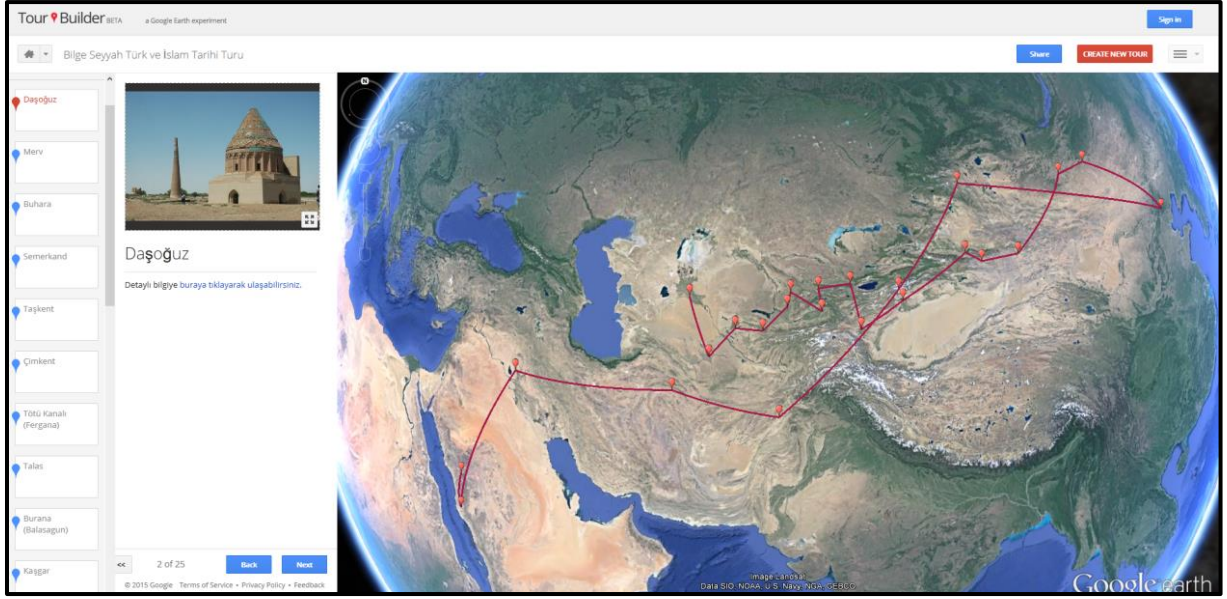 Tour Builder BETA a Google Earth experiment
Sign in
Bilge Seyyah Türk ve İslam Tarihi Turu
Share
CREATE NEW TOUR
Daşoğuz
Merv
Buhara
Semerkand
Taşkent
Çimkent
Tötü Kanalı
(Fergana)
Talas
Burana
(Balasagun)
Kaşgar
Daşoğuz
Detaylı bilgiye buraya tıklayarak ulaşabilirsiniz.
<< 2 of 25 Back Next
© 2015 Google Terms of Service • Privacy Policy • Feedback
N
Image Landsat
Data SIO, NOAA, U.S. Navy, NGA, GEBCO
Google earth